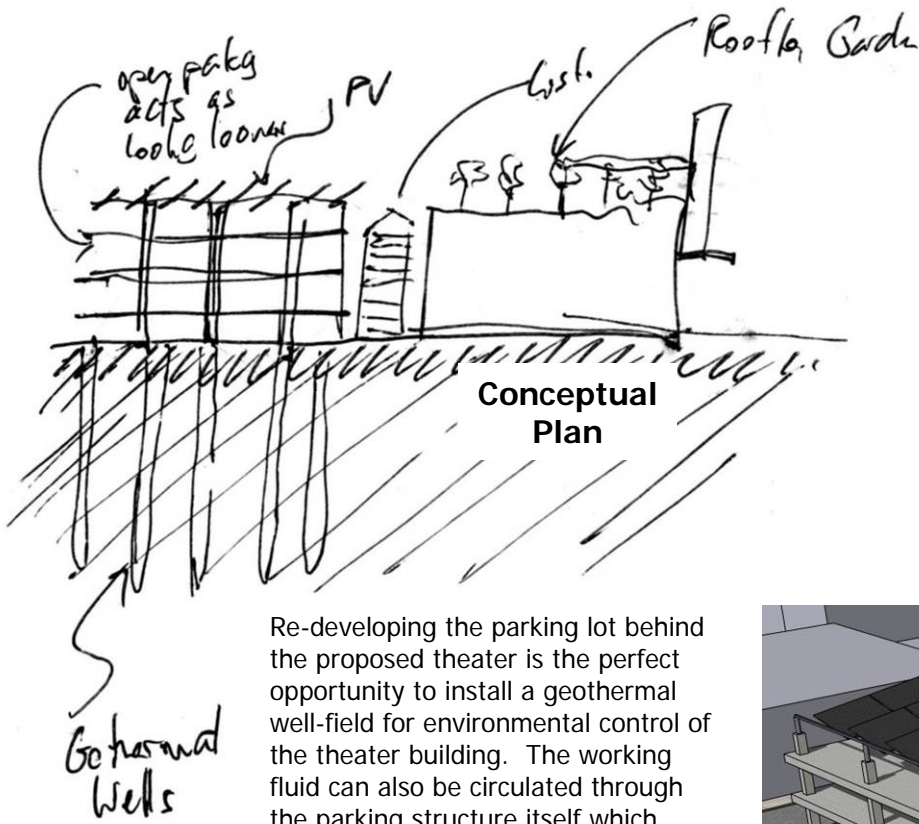 open
acts as
PV
Rooftop Garden
Conceptual
Plan
Geothermal
Wells
Re-developing the parking lot behind
the proposed theater is the perfect
opportunity to install a geothermal
well-field for environmental control of
the theater building.  The working
fluid can also be circulated through
the parking structure itself which